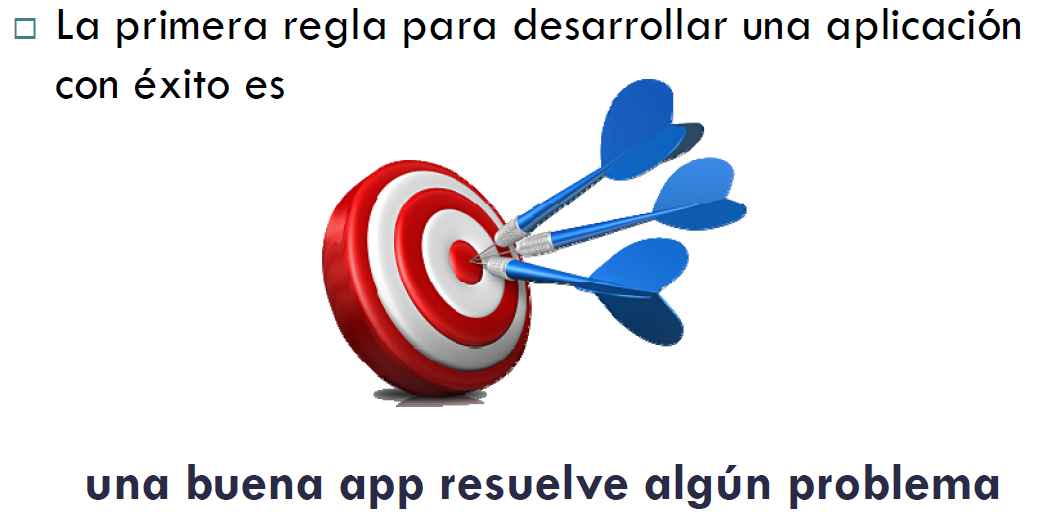 La primera regla para desarrollar una aplicación
con éxito es
una buena app resuelve algún problema